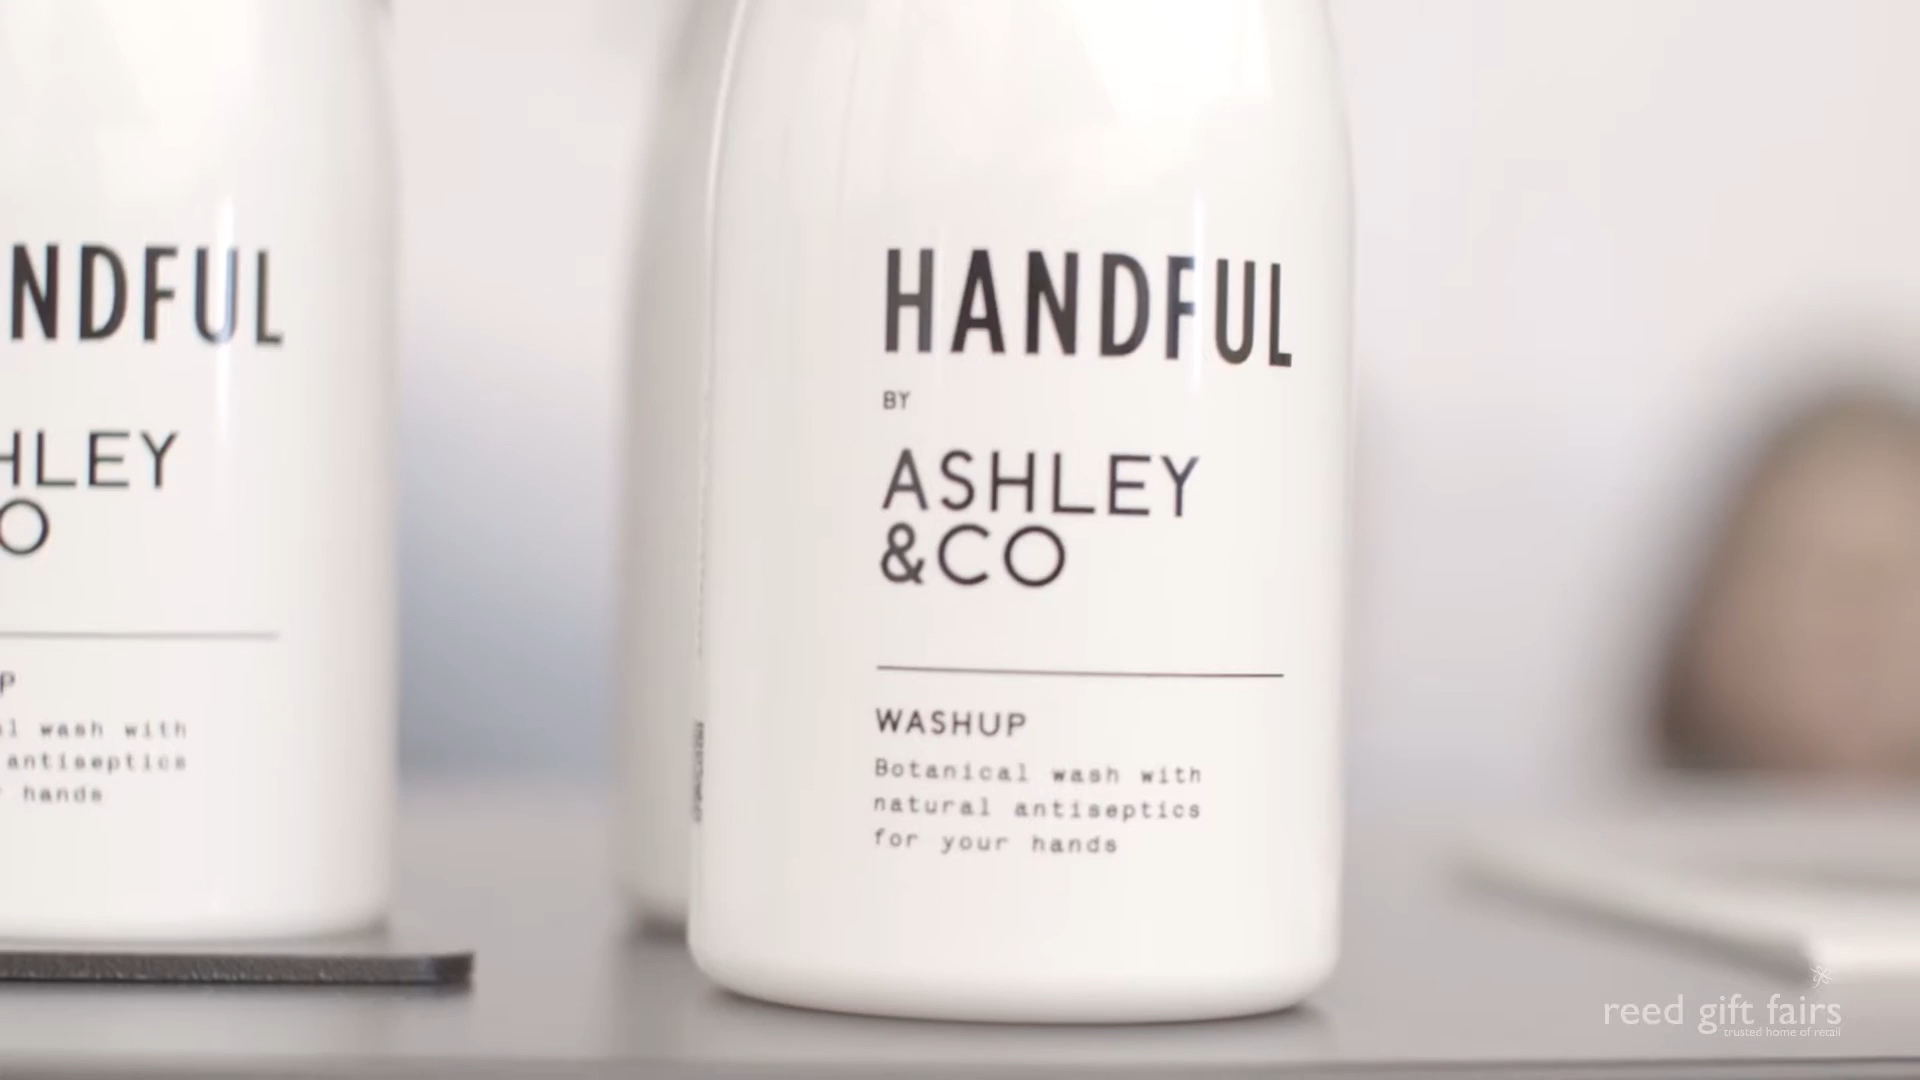 NDFUL
HLEY
O
P
al wash with
antiseptics
hands
HANDFUL
BY
ASHLEY
&CO
WASHUP
Botanical wash with
natural antiseptics
for your hands
reed gift fairs
trusted home of retail